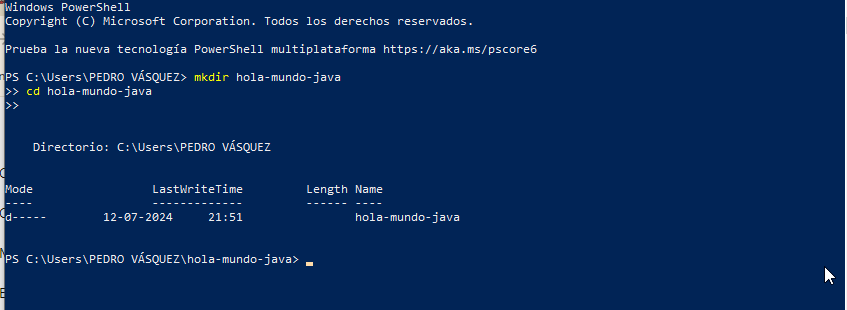 Windows PowerShell
Copyright (C) Microsoft Corporation. Todos los derechos reservados.
Prueba la nueva tecnología PowerShell multiplataforma https://aka.ms/pscore6
PS C:\Users\PEDRO VÁSQUEZ> mkdir hola-mundo-java
>> cd hola-mundo-java
>>
Directorio: C:\Users\PEDRO VÁSQUEZ
Mode                LastWriteTime         Length Name
----                -------------         ------ ----
d-----        12-07-2024     21:51                hola-mundo-java
PS C:\Users\PEDRO VÁSQUEZ\hola-mundo-java>